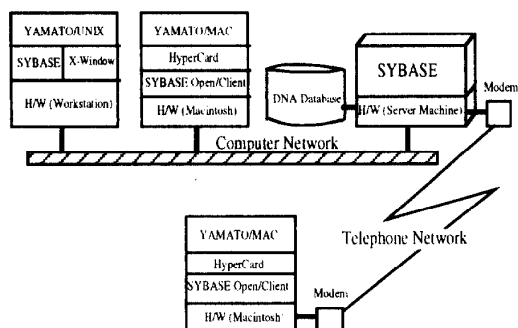 YAMATO/UNIX
SYBASE
X-Window
H/W (Workstation)
YAMATO/MAC
HyperCard
SYBASE Open/Client
H/W (Macintosh)
DNA Database
SYBASE
H/W (Server Machine)
Modem
Computer Network
Telephone Network
YAMATO/MAC
HyperCard
SYBASE Open/Client
H/W (Macintosh
Modem